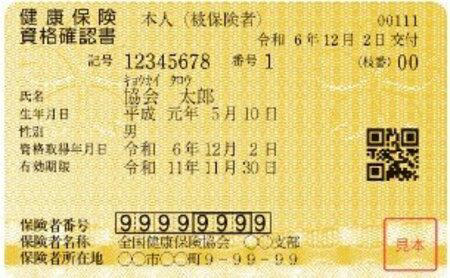 健康保険 本人（被保険者） 00111
資格確認書 令和 6年12月 2日交付
記号 12345678 番号 1 (枝番) 00
ｷｮｳｶｲ ﾀﾛｳ
氏名 協会 太郎
生年月日 平成 元年 5月10日
性別 男
資格取得年月日 令和 6年12月 2日
有効期限 令和 11年11月30日
保険者番号 99999999
保険者名称 全国健康保険協会 〇〇支部
保険者所在地 〇〇市〇〇町9-99-99
見本